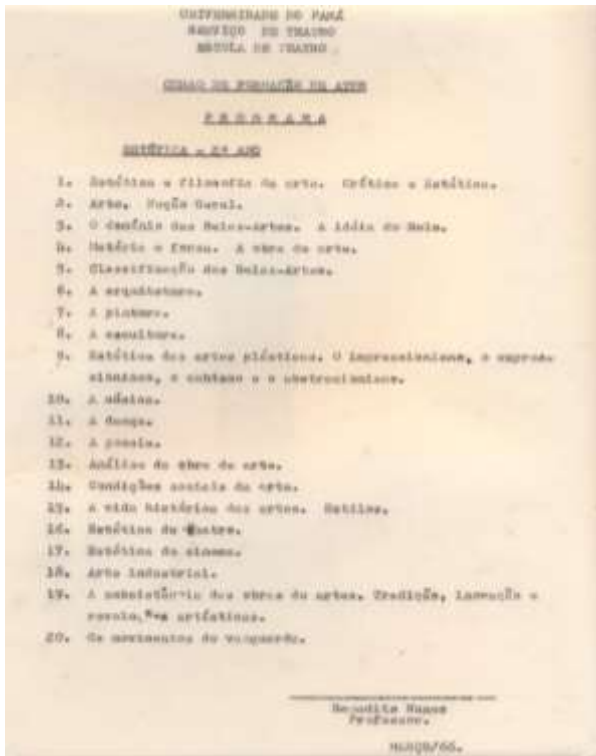 UNIVERSIDADE DO PARÁ
SERVIÇO DE TEATRO
ESCOLA DE TEATRO
CURSO DE FORMAÇÃO DE ATOR
P R O G R A M A
ESTÉTICA - 2º ANO
1. Estética e filosofia da arte. Crítica e Estética.
2. Arte. Noção Geral.
3. O domínio das Belas-Artes. A idéia do Belo.
4. Matéria e forma. A obra de arte.
5. Classificação das Belas-Artes.
6. A arquitetura.
7. A pintura.
8. A escultura.
9. Estética das artes plásticas. O impressionismo, o expres-
sionismo, o cubismo e o abstracionismo.
10. A música.
11. A dança.
12. A poesia.
13. Análise da obra de arte.
14. Condições sociais da arte.
15. A vida histórica das artes. Estilos.
16. Estética do teatro.
17. Estética do cinema.
18. Arte industrial.
19. A subsistência das obras de artes. Tradição, inovação e
artísticas.
20. Os movimentos de vanguarda.
Benedito Nunes
Professor.
MARÇO/66.